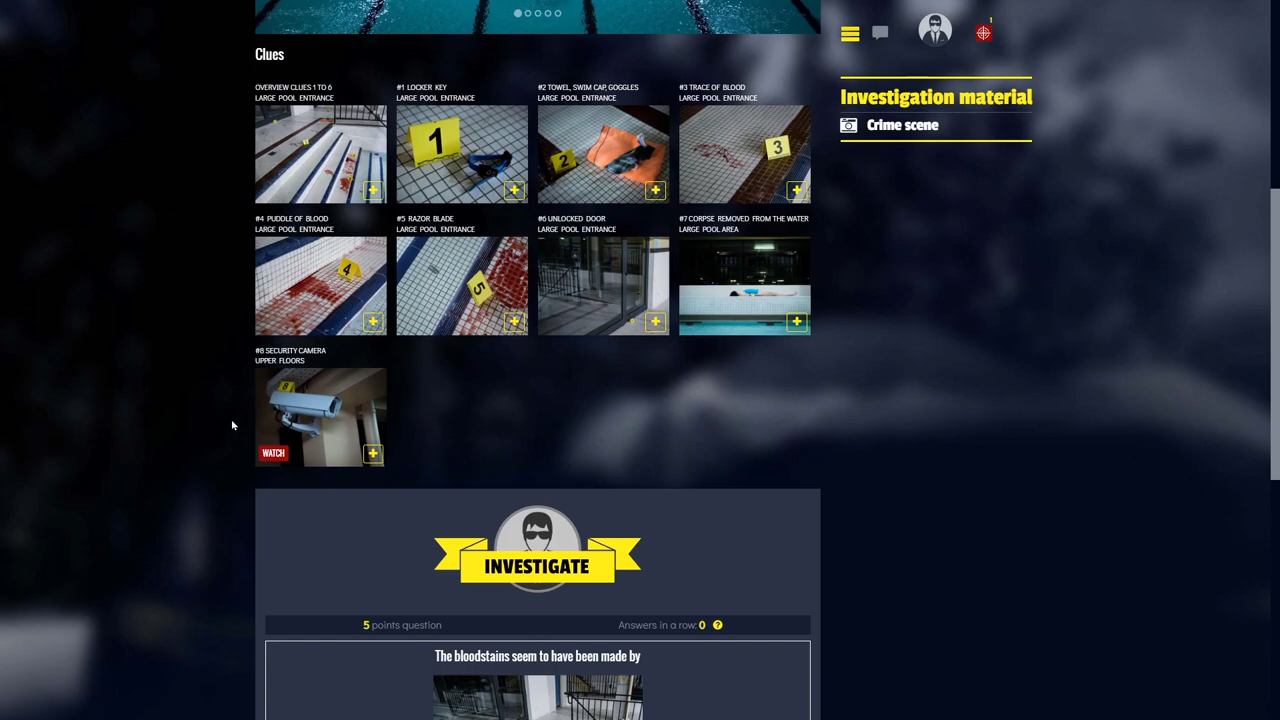 Clues
OVERVIEW CLUES 1 TO 6
LARGE POOL ENTRANCE
#1 LOCKER KEY
LARGE POOL ENTRANCE
#2 TOWEL, SWIM CAP, GOGGLES
LARGE POOL ENTRANCE
#3 TRACE OF BLOOD
LARGE POOL ENTRANCE
1
2
3
#4 PUDDLE OF BLOOD
LARGE POOL ENTRANCE
#5 RAZOR BLADE
LARGE POOL ENTRANCE
#6 UNLOCKED DOOR
LARGE POOL ENTRANCE
#7 CORPSE REMOVED FROM THE WATER
LARGE POOL AREA
4
5
#8 SECURITY CAMERA
UPPER FLOORS
8
WATCH
INVESTIGATE
5 points question
Answers in a row: 0 ?
The bloodstains seem to have been made by
1
Investigation material
Crime scene